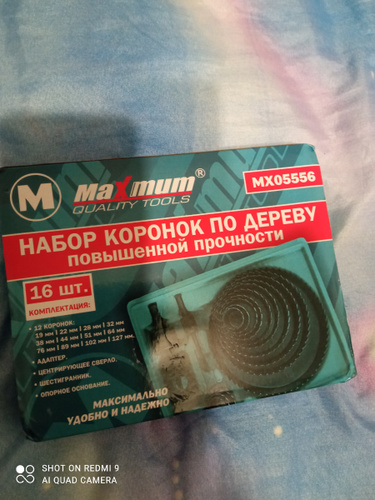 M
MaXmum®
QUALITY TOOLS
MX05556
НАБОР КОРОНОК ПО ДЕРЕВУ
повышенной прочности
16 шт.
КОМПЛЕКТАЦИЯ:
• 12 КОРОНОК:
19 мм | 22 мм | 28 мм | 32 мм
38 мм | 44 мм | 51 мм | 64 мм
76 мм | 89 мм | 102 мм | 127 мм.
• АДАПТЕР.
• ЦЕНТРИРУЮЩЕЕ СВЕРЛО.
• ШЕСТИГРАННИК.
• ОПОРНОЕ ОСНОВАНИЕ.
МАКСИМАЛЬНО
УДОБНО И НАДЕЖНО
SHOT ON REDMI 9
AI QUAD CAMERA